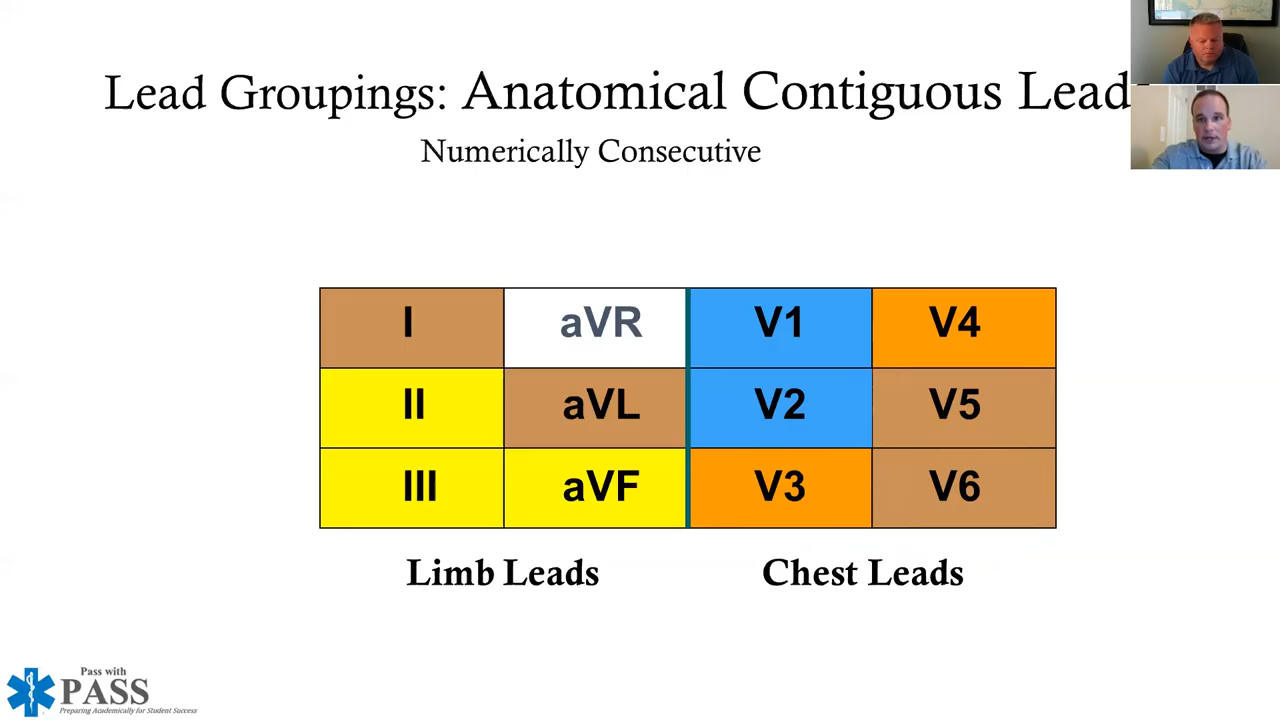 Lead Groupings: Anatomical Contiguous Lead
Numerically Consecutive
I aVR V1 V4
II aVL V2 V5
III aVF V3 V6
Limb Leads Chest Leads
Pass with
PASS
Preparing Academically for Student Success